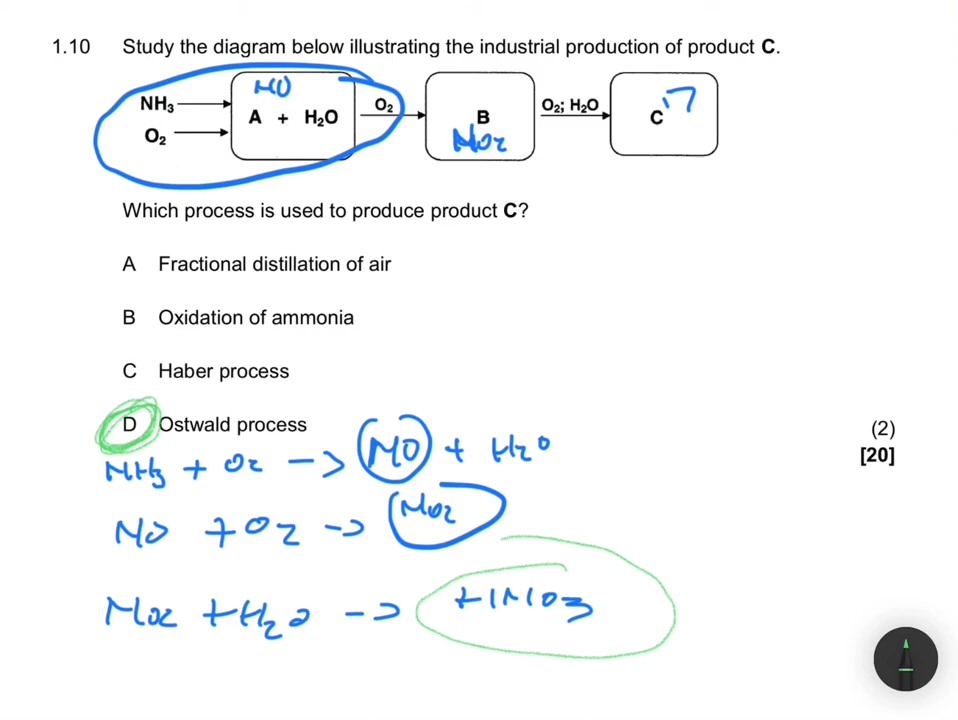 1.10 Study the diagram below illustrating the industrial production of product C.
NO
NH₃
A + H₂O
O₂
O₂
B
NO₂
O₂; H₂O
C
Which process is used to produce product C?
A Fractional distillation of air
B Oxidation of ammonia
C Haber process
D Ostwald process
(2)
[20]
NH₃ + O₂ -> NO + H₂O
NO + O₂ -> NO₂
NO₂ + H₂O -> HNO₃